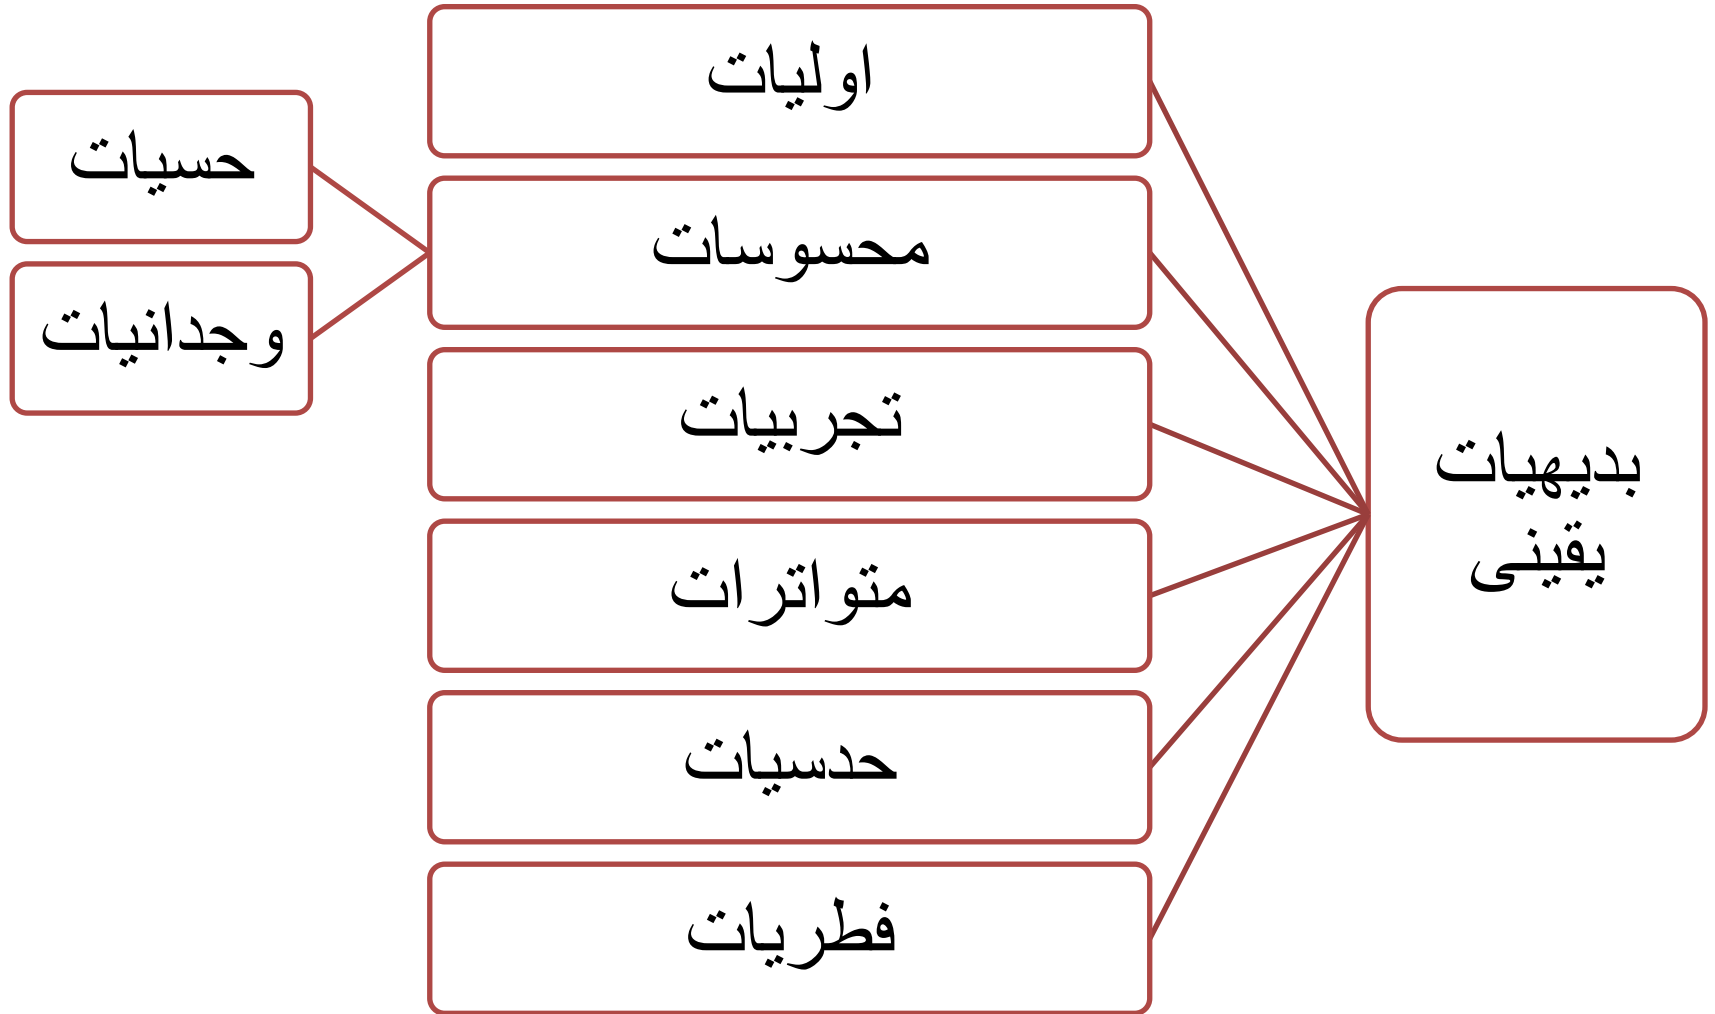 بدیهیات
یقینی
اولیات
محسوسات
تجربیات
متواترات
حدسیات
فطریات
حسیات
وجدانیات